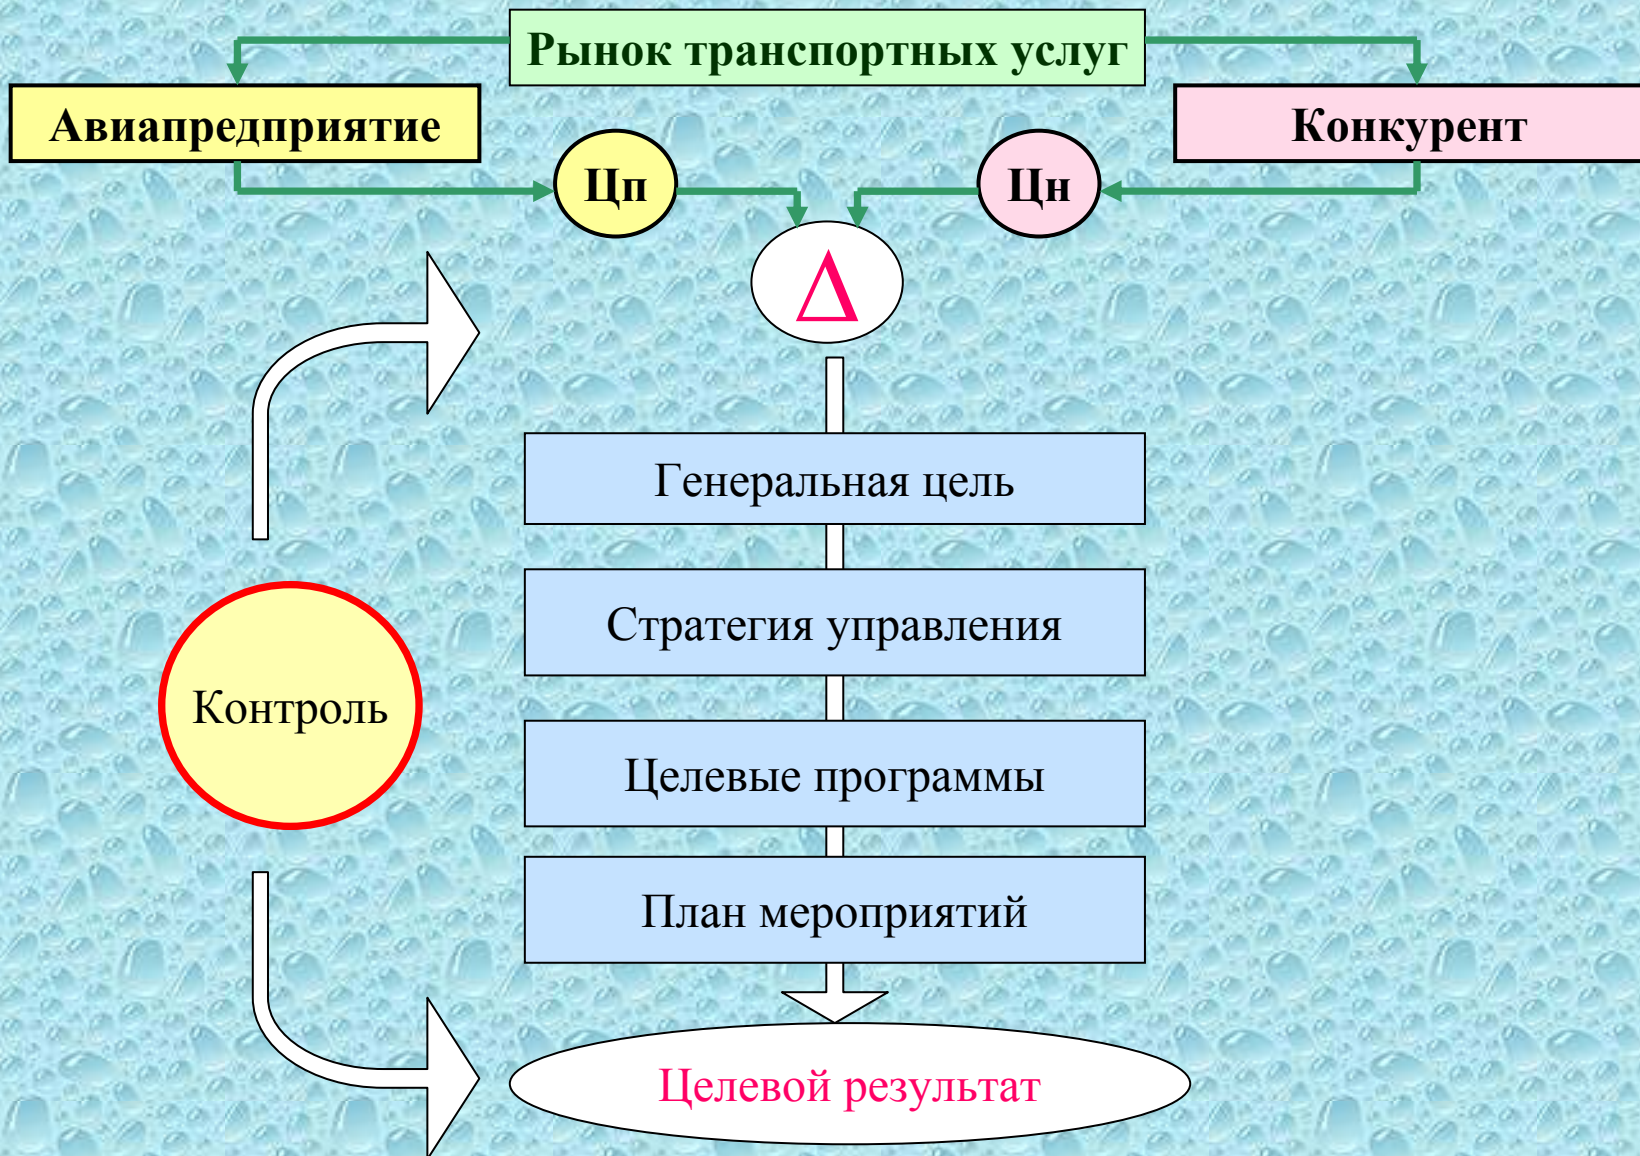 Рынок транспортных услуг
Авиапредприятие
Конкурент
Цп
Цн
Δ
Генеральная цель
Стратегия управления
Контроль
Целевые программы
План мероприятий
Целевой результат